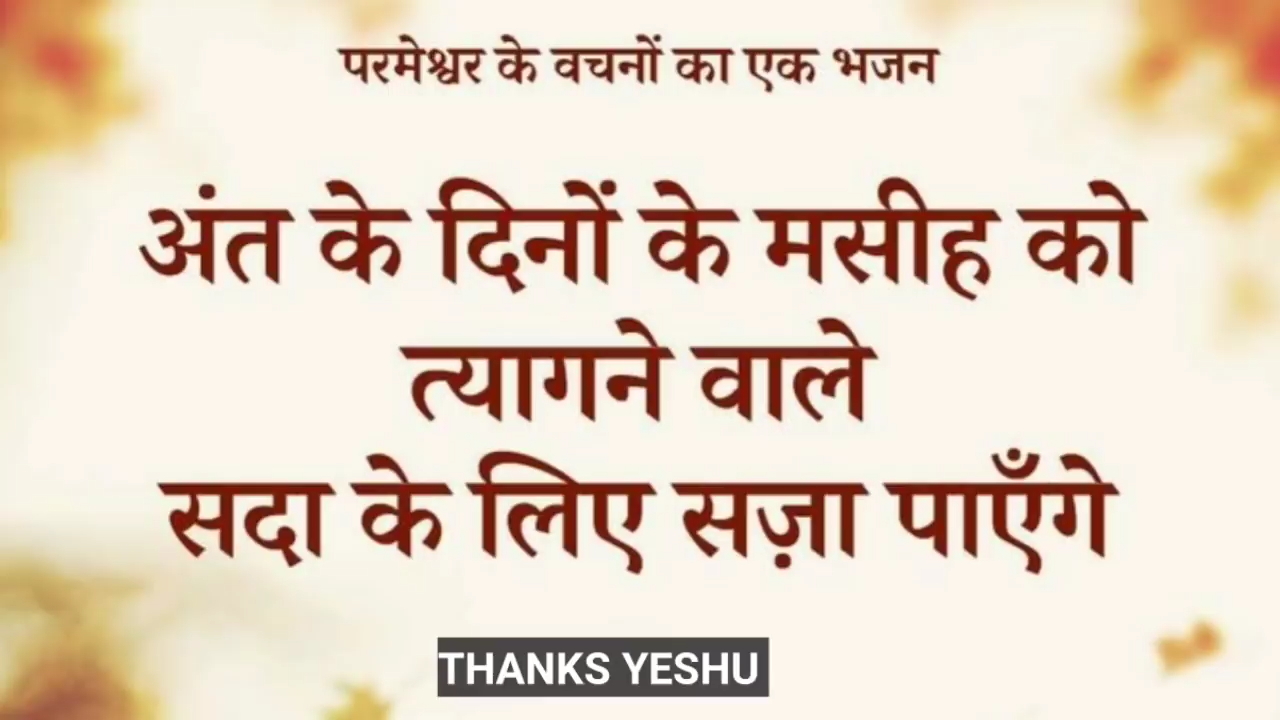 परमेश्वर के वचनों का एक भजन
अंत के दिनों के मसीह को
त्यागने वाले
सदा के लिए सज़ा पाएँगे
THANKS YESHU